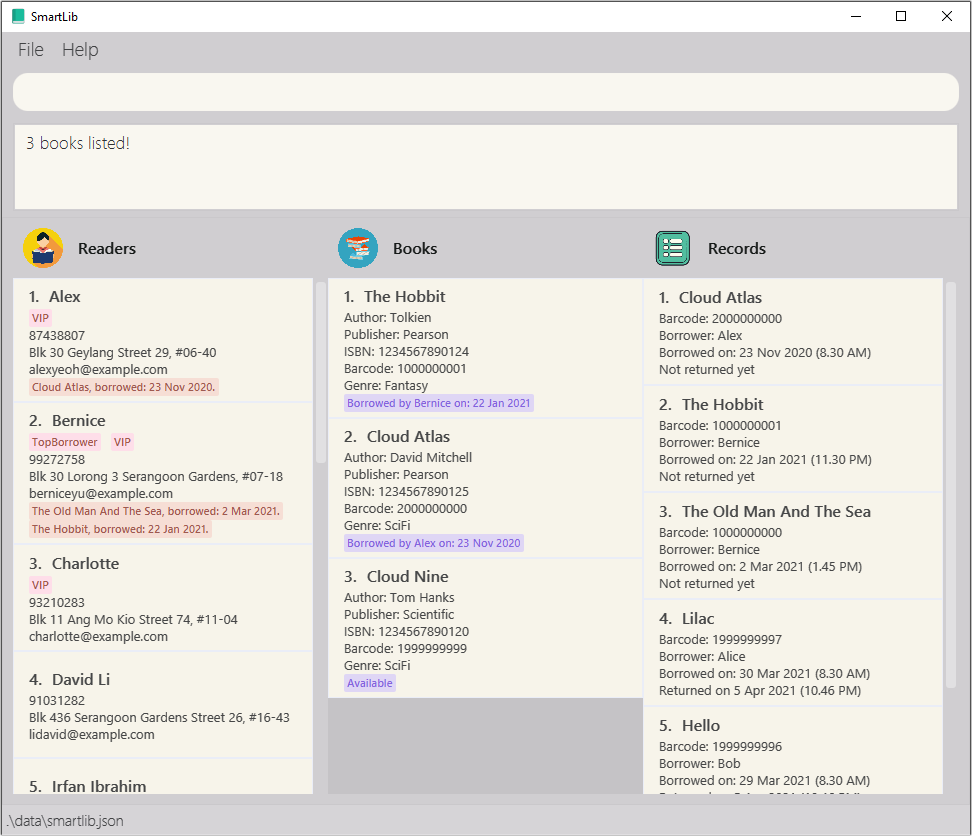 SmartLib
File Help
3 books listed!
Readers
1. Alex
VIP
87438807
Blk 30 Geylang Street 29, #06-40
alexyeoh@example.com
Cloud Atlas, borrowed: 23 Nov 2020.
2. Bernice
TopBorrower VIP
99272758
Blk 30 Lorong 3 Serangoon Gardens, #07-18
berniceyu@example.com
The Old Man And The Sea, borrowed: 2 Mar 2021.
The Hobbit, borrowed: 22 Jan 2021.
3. Charlotte
VIP
93210283
Blk 11 Ang Mo Kio Street 74, #11-04
charlotte@example.com
4. David Li
91031282
Blk 436 Serangoon Gardens Street 26, #16-43
lidavid@example.com
5. Irfan Ibrahim
Books
1. The Hobbit
Author: Tolkien
Publisher: Pearson
ISBN: 1234567890124
Barcode: 1000000001
Genre: Fantasy
Borrowed by Bernice on: 22 Jan 2021
2. Cloud Atlas
Author: David Mitchell
Publisher: Pearson
ISBN: 1234567890125
Barcode: 2000000000
Genre: SciFi
Borrowed by Alex on: 23 Nov 2020
3. Cloud Nine
Author: Tom Hanks
Publisher: Scientific
ISBN: 1234567890120
Barcode: 1999999999
Genre: SciFi
Available
Records
1. Cloud Atlas
Barcode: 2000000000
Borrower: Alex
Borrowed on: 23 Nov 2020 (8.30 AM)
Not returned yet
2. The Hobbit
Barcode: 1000000001
Borrower: Bernice
Borrowed on: 22 Jan 2021 (11.30 PM)
Not returned yet
3. The Old Man And The Sea
Barcode: 1000000000
Borrower: Bernice
Borrowed on: 2 Mar 2021 (1.45 PM)
Not returned yet
4. Lilac
Barcode: 1999999997
Borrower: Alice
Borrowed on: 30 Mar 2021 (8.30 AM)
Returned on 5 Apr 2021 (10.46 PM)
5. Hello
Barcode: 1999999996
Borrower: Bob
Borrowed on: 29 Mar 2021 (8.30 AM)
.\data\smartlib.json